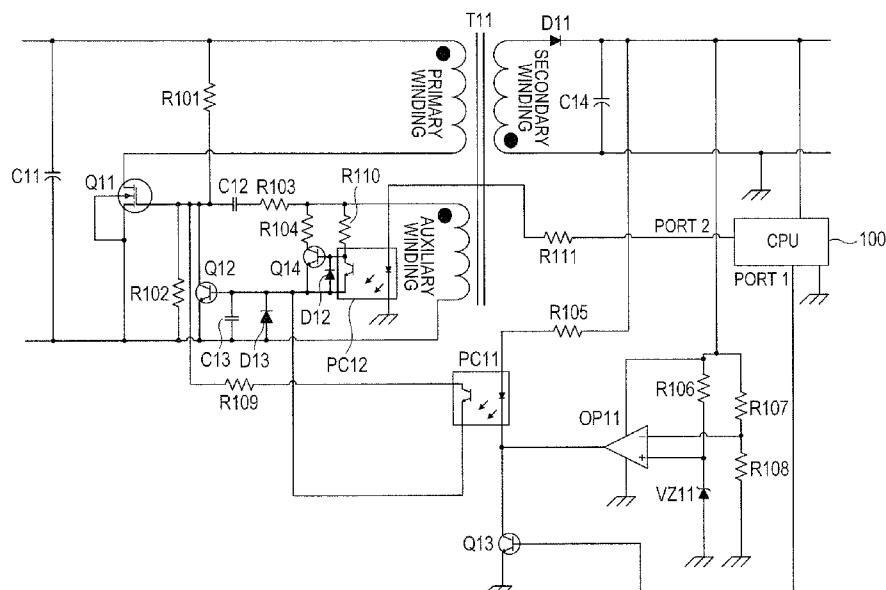 T11
D11
R101
PRIMARY
WINDING
SECONDARY
WINDING
C14
C11
Q11
C12
R103
R110
R104
AUXILIARY
WINDING
PORT 2
CPU
100
R111
PORT 1
Q14
Q12
R102
D12
C13
D13
PC12
R105
PC11
R109
R106
R107
OP11
R108
VZ11
Q13